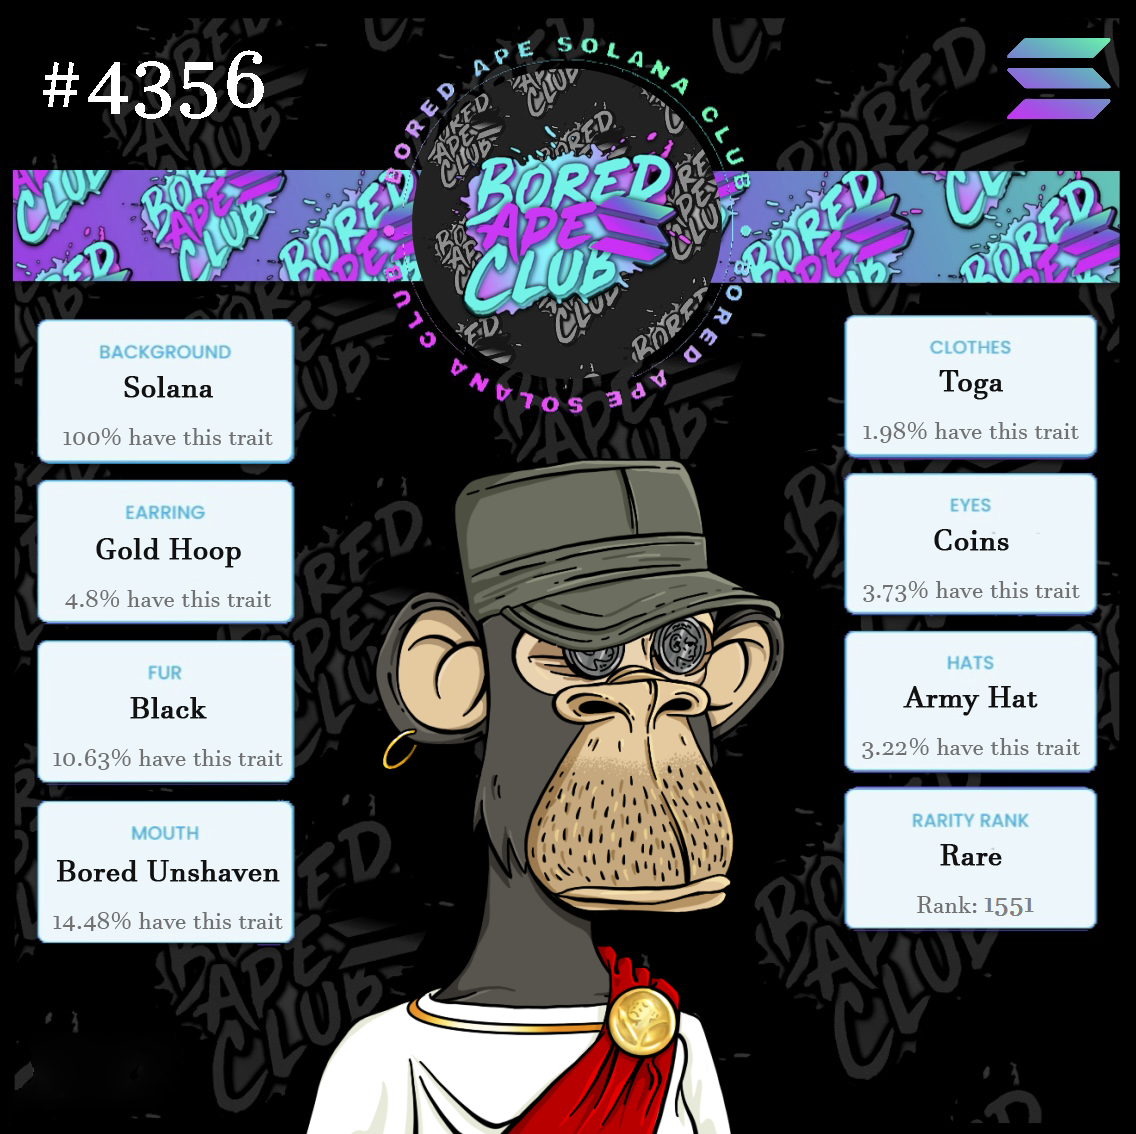 #4356
BORED APE SOLANA CLUB
BORED APE SOLANA CLUB
BORED
APE
CLUB
BACKGROUND
Solana
100% have this trait
EARRING
Gold Hoop
4.8% have this trait
FUR
Black
10.63% have this trait
MOUTH
Bored Unshaven
14.48% have this trait
CLOTHES
Toga
1.98% have this trait
EYES
Coins
3.73% have this trait
HATS
Army Hat
3.22% have this trait
RARITY RANK
Rare
Rank: 1551